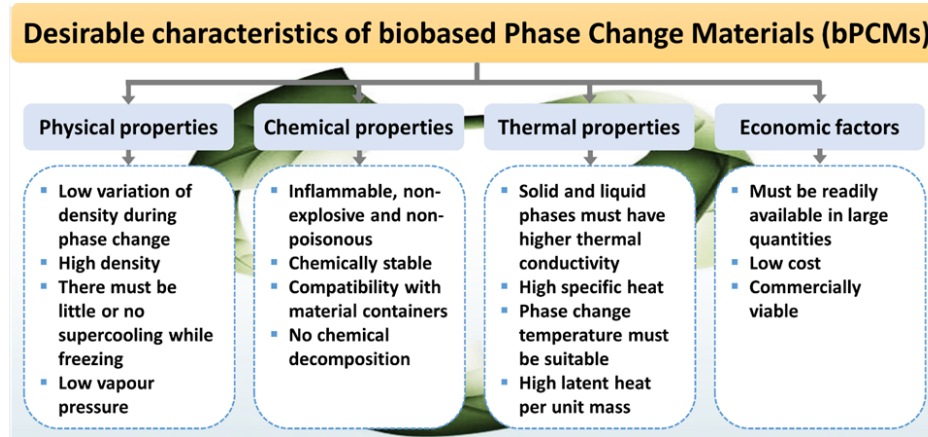 Desirable characteristics of biobased Phase Change Materials (bPCMs)
Physical properties
Low variation of
density during
phase change
High density
There must be
little or no
supercooling while
freezing
Low vapour
pressure
Chemical properties
Inflammable, non-
explosive and non-
poisonous
Chemically stable
Compatibility with
material containers
No chemical
decomposition
Thermal properties
Solid and liquid
phases must have
higher thermal
conductivity
High specific heat
Phase change
temperature must
be suitable
High latent heat
per unit mass
Economic factors
Must be readily
available in large
quantities
Low cost
Commercially
viable